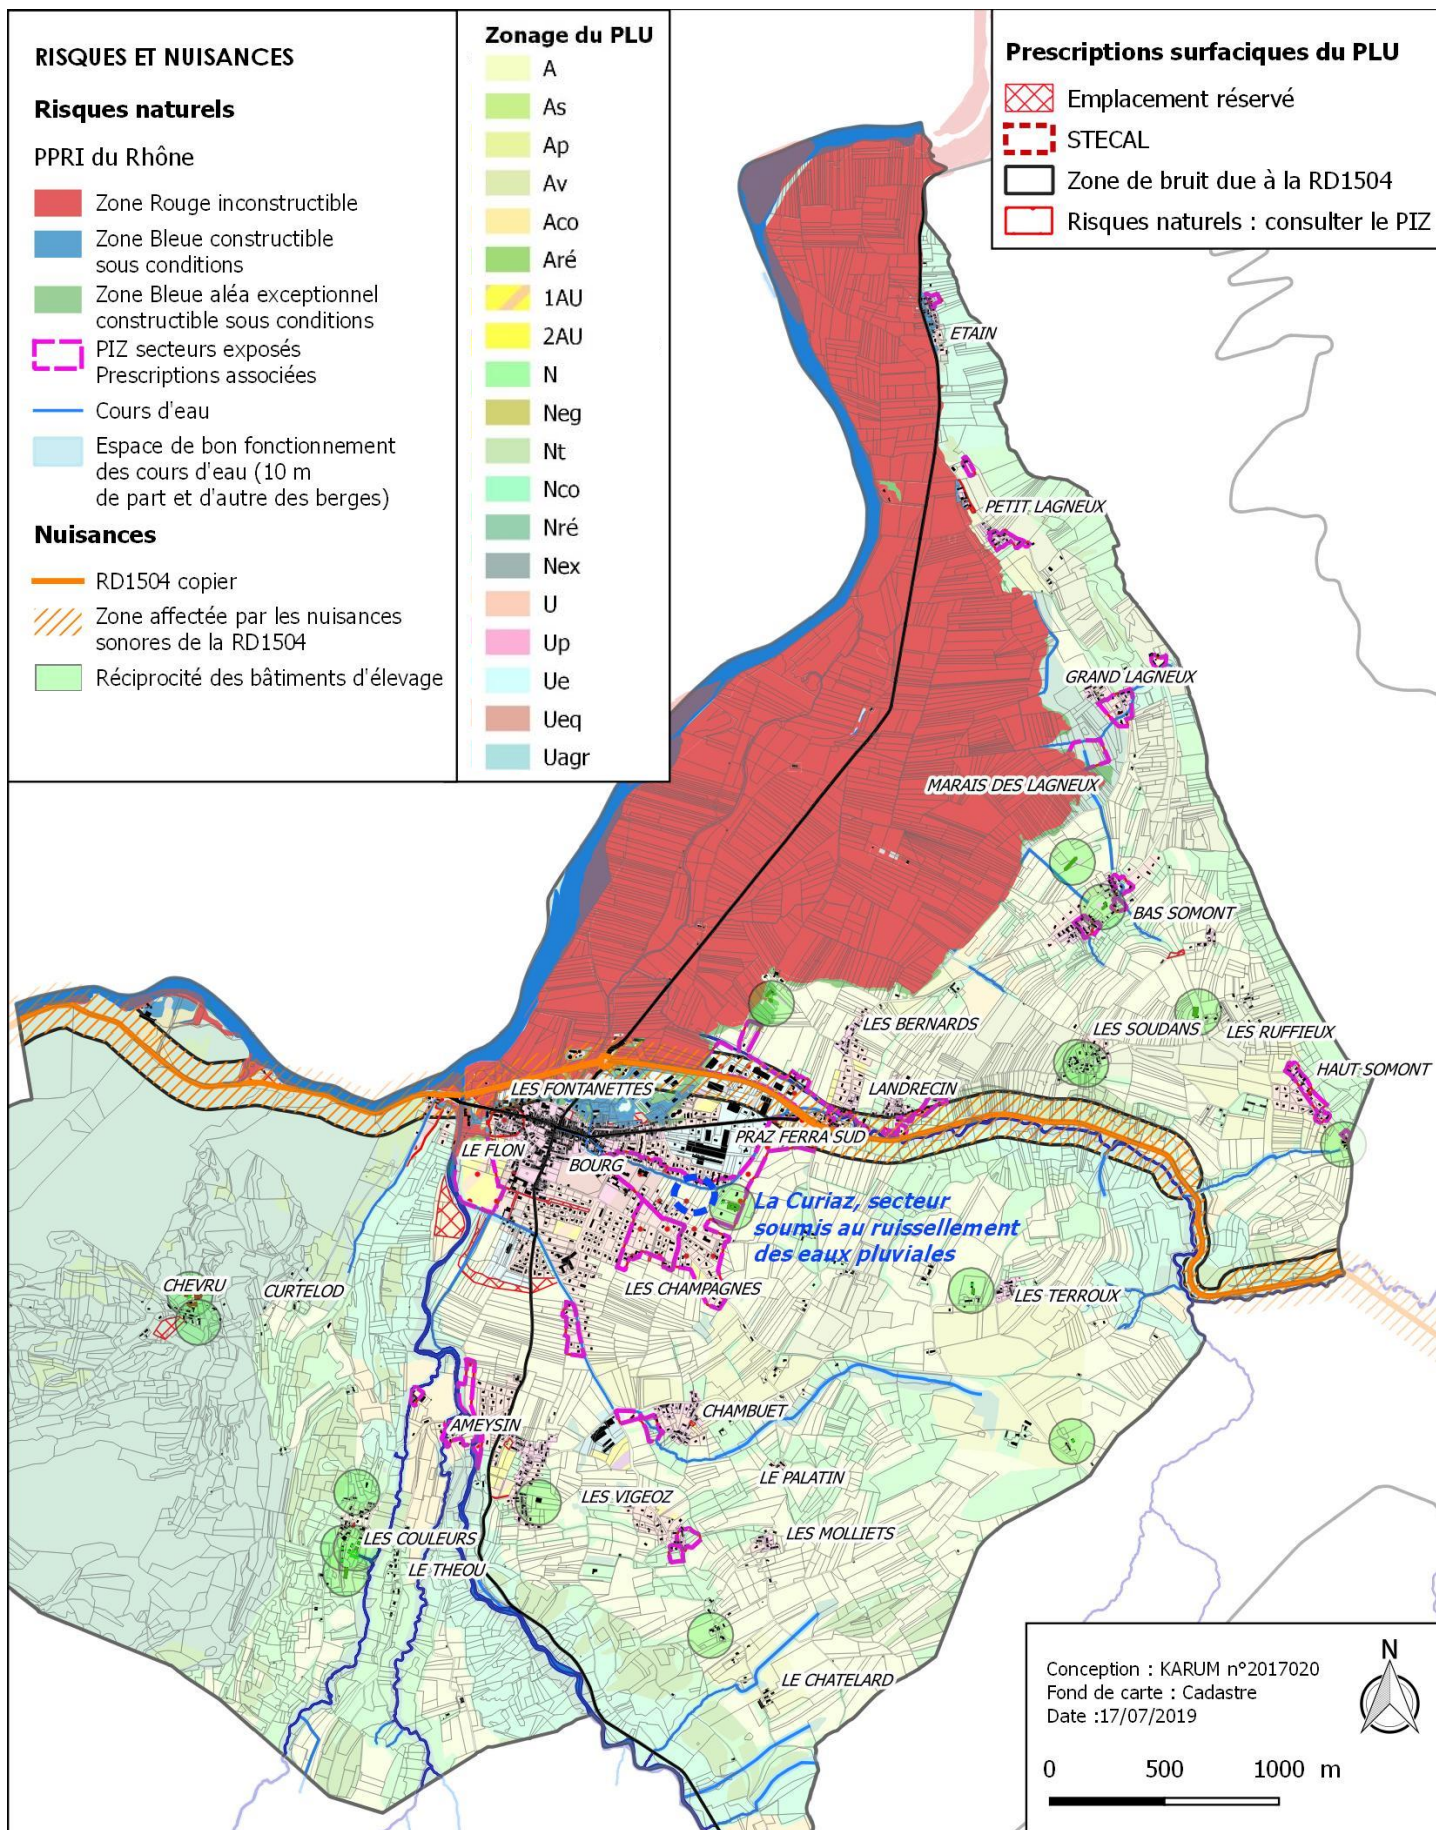 RISQUES ET NUISANCES
Risques naturels
PPRI du Rhône
Zone Rouge inconstructible
Zone Bleue constructible
sous conditions
Zone Bleue aléa exceptionnel
constructible sous conditions
PIZ secteurs exposés
Prescriptions associées
Cours d'eau
Espace de bon fonctionnement
des cours d'eau (10 m
de part et d'autre des berges)
Nuisances
RD1504 copier
Zone affectée par les nuisances
sonores de la RD1504
Réciprocité des bâtiments d'élevage
Zonage du PLU
A
As
Ap
Av
Aco
Aré
1AU
2AU
N
Neg
Nt
Nco
Nré
Nex
U
Up
Ue
Ueq
Uagr
Prescriptions surfaciques du PLU
Emplacement réservé
STECAL
Zone de bruit due à la RD1504
Risques naturels : consulter le PIZ
ETAIN
PETIT LAGNEUX
GRAND LAGNEUX
MARAIS DES LAGNEUX
BAS SOMONT
LES BERNARDS
LES SOUDANS
LES RUFFIEUX
HAUT SOMONT
LES FONTANETTES
LANDRECIN
PRAZ FERRA SUD
LE FLON
BOURG
La Curiaz, secteur
soumis au ruissellement
des eaux pluviales
CHEVRU
CURTELOD
LES CHAMPAGNES
LES TERROUX
AMEYSIN
CHAMBUET
LE PALATIN
LES VIGEOZ
LES MOLLIETS
LES COULEURS
LE THEOU
LE CHATELARD
Conception : KARUM n°2017020
Fond de carte : Cadastre
Date :17/07/2019
N
0 500 1000 m